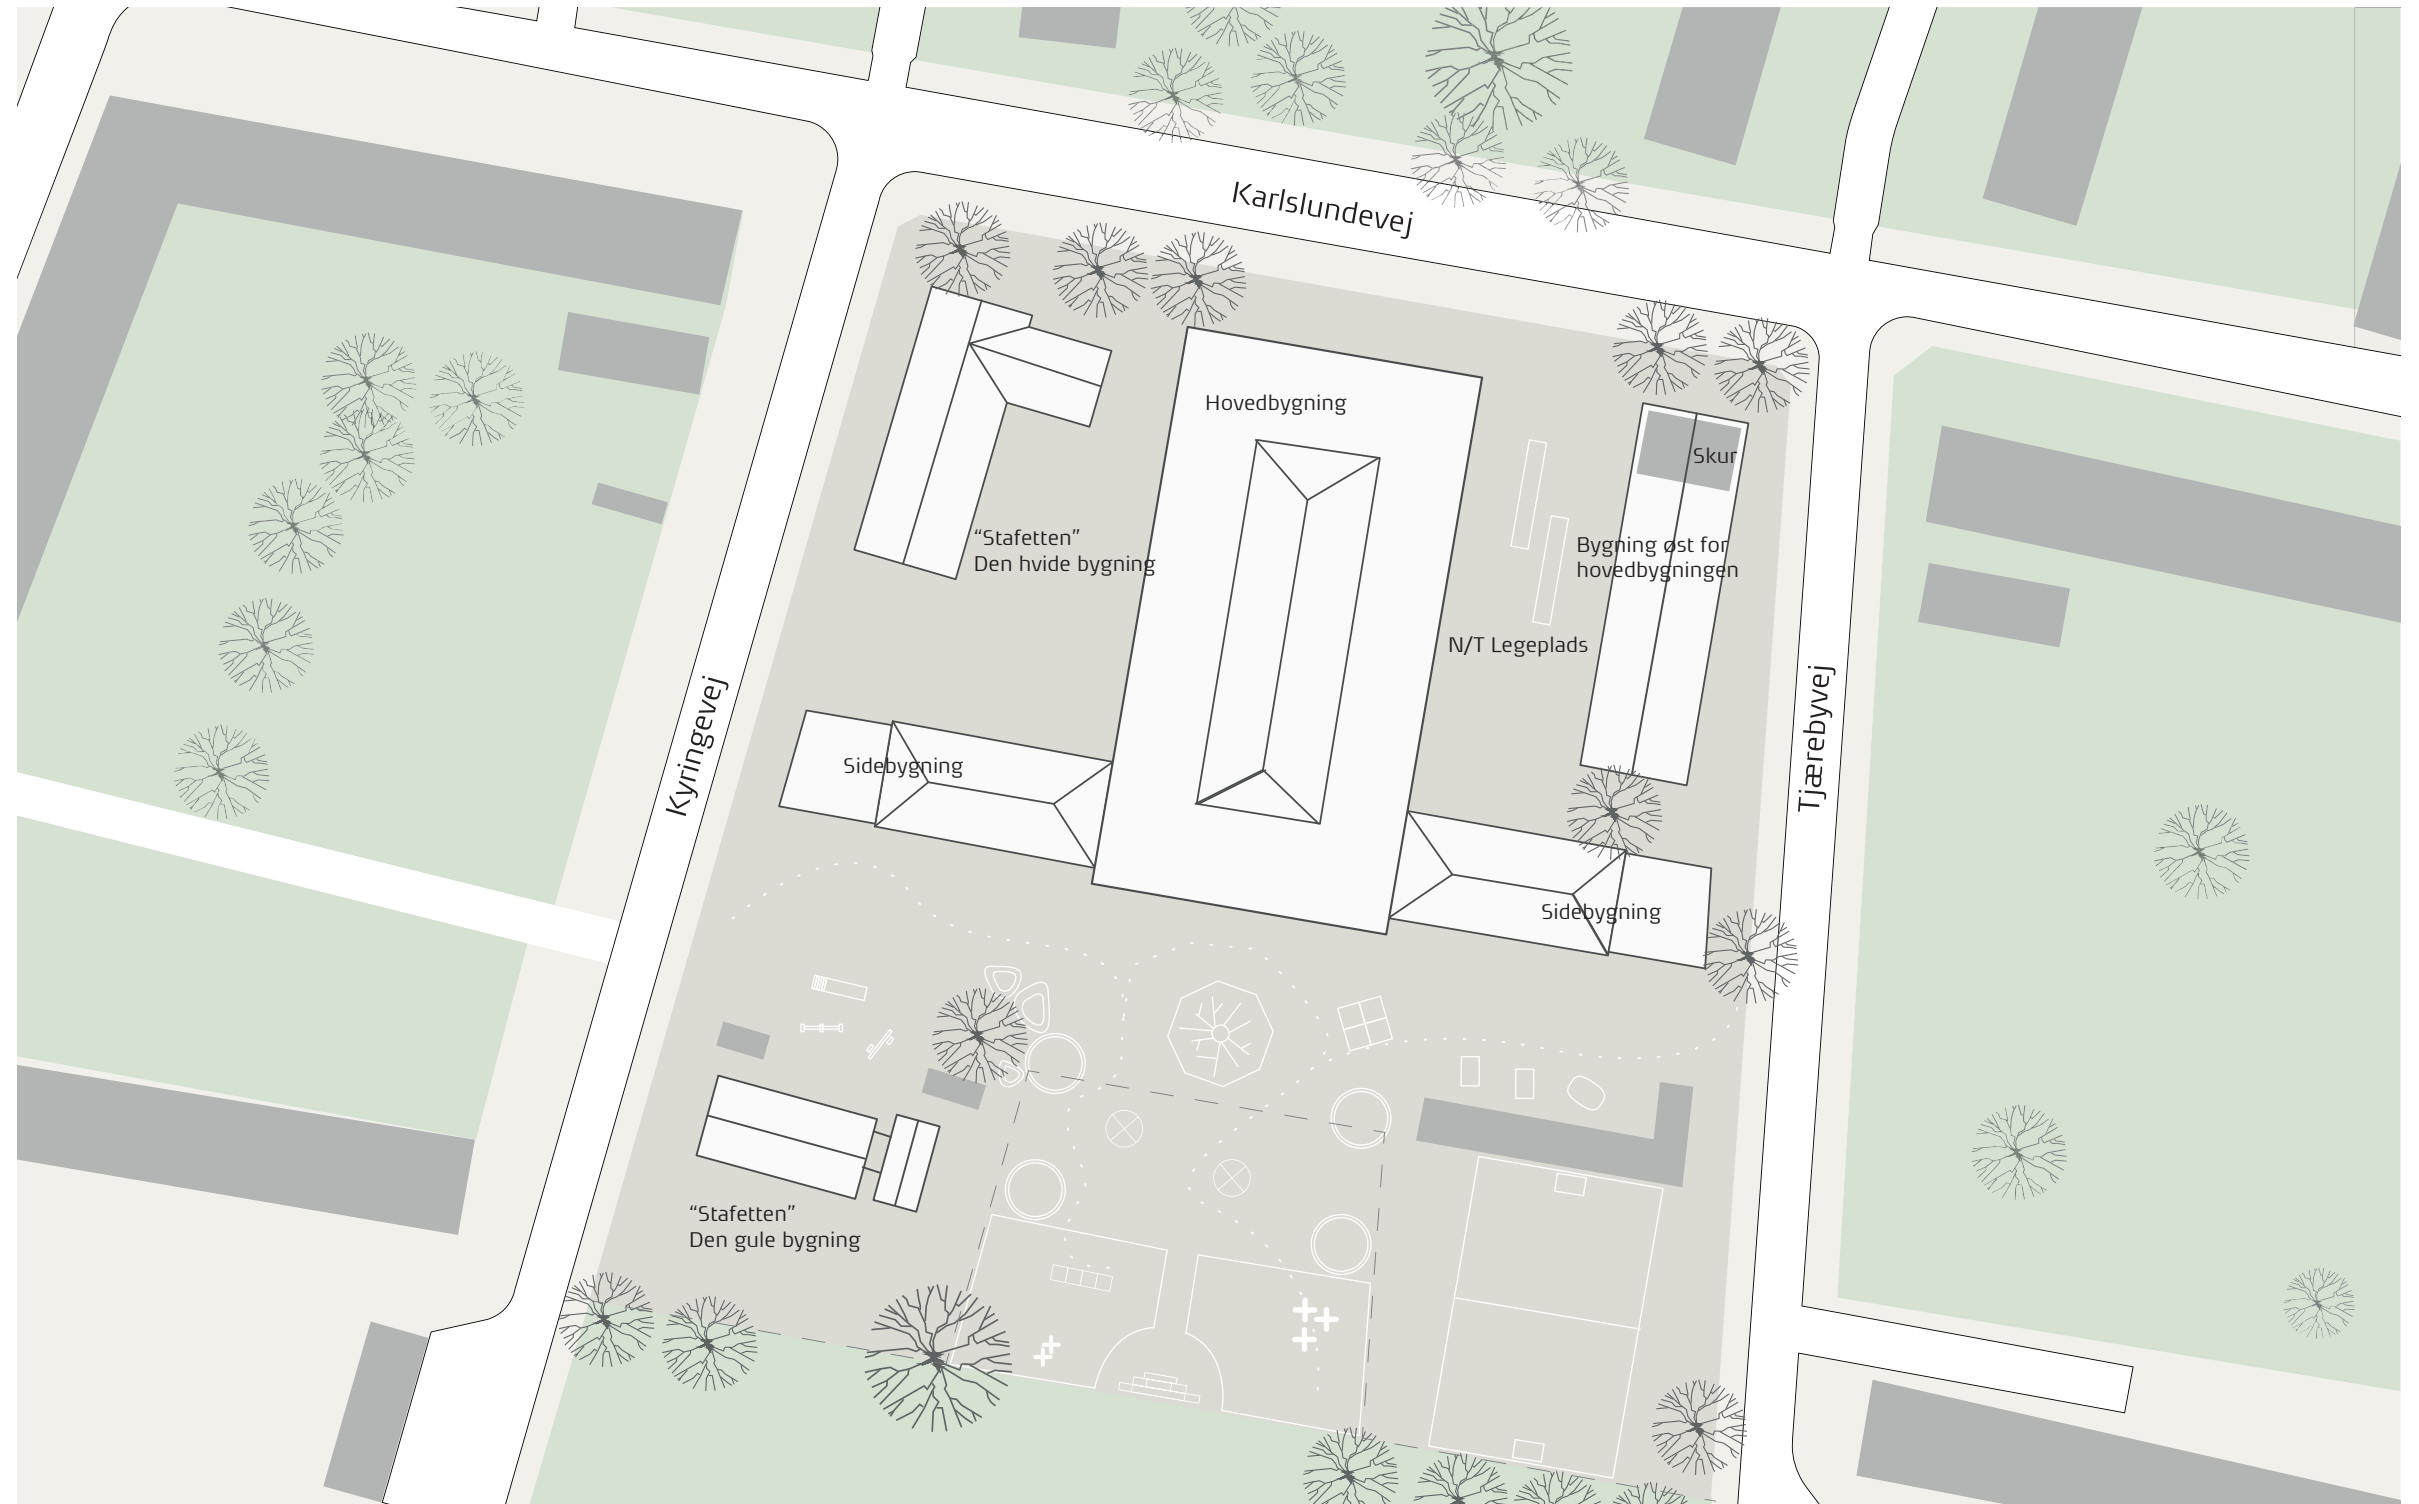 Karlslundevej
Hovedbygning
Skur
“Stafetten”
Den hvide bygning
Bygning øst for
hovedbygningen
N/T Legeplads
Kyringevej
Tjærebyvej
Sidebygning
Sidebygning
“Stafetten”
Den gule bygning